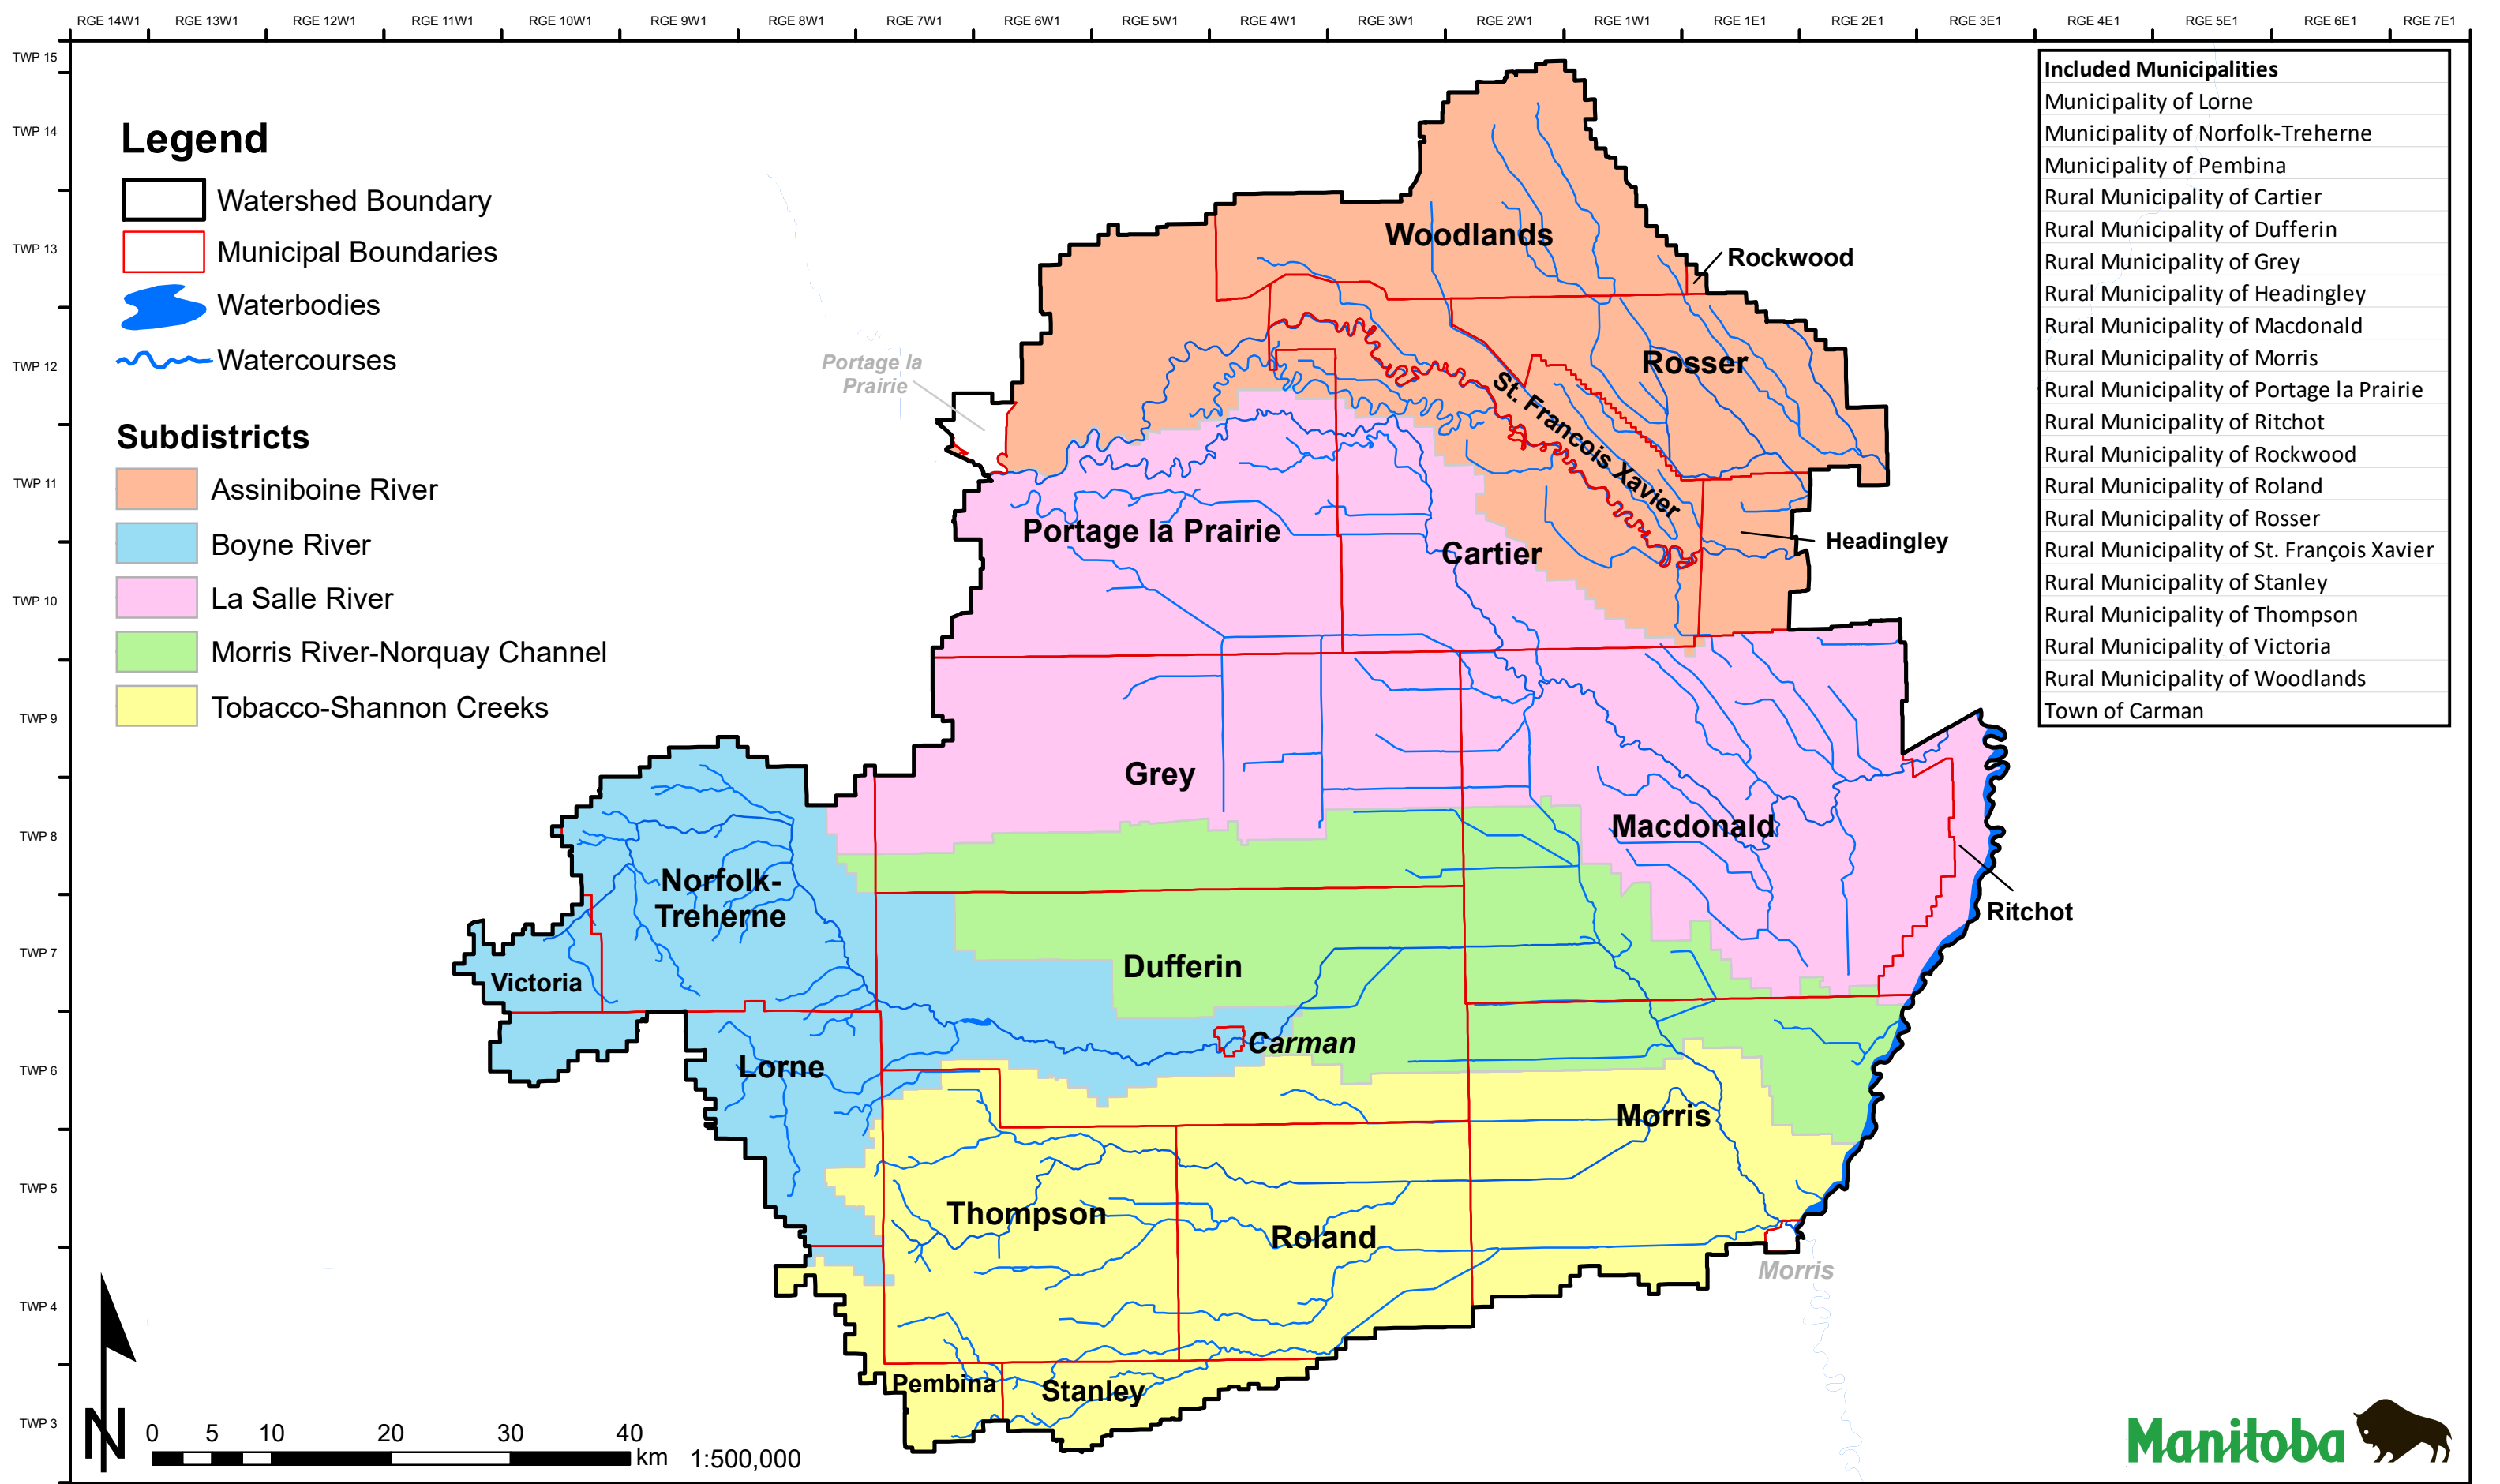 RGE 14W1 RGE 13W1 RGE 12W1 RGE 11W1 RGE 10W1 RGE 9W1 RGE 8W1 RGE 7W1 RGE 6W1 RGE 5W1 RGE 4W1 RGE 3W1 RGE 2W1 RGE 1W1 RGE 1E1 RGE 2E1 RGE 3E1 RGE 4E1 RGE 5E1 RGE 6E1 RGE 7E1
TWP 15
TWP 14
TWP 13
TWP 12
TWP 11
TWP 10
TWP 9
TWP 8
TWP 7
TWP 6
TWP 5
TWP 4
TWP 3
Legend
Watershed Boundary
Municipal Boundaries
Waterbodies
Watercourses
Subdistricts
Assiniboine River
Boyne River
La Salle River
Morris River-Norquay Channel
Tobacco-Shannon Creeks
Woodlands
Rockwood
Portage la
Prairie
Rosser
St. Francois Xavier
Portage la Prairie
Cartier
Headingley
Grey
Macdonald
Norfolk-
Treherne
Ritchot
Victoria
Dufferin
Carman
Lorne
Morris
Thompson
Roland
Morris
Pembina
Stanley
Included Municipalities
Municipality of Lorne
Municipality of Norfolk-Treherne
Municipality of Pembina
Rural Municipality of Cartier
Rural Municipality of Dufferin
Rural Municipality of Grey
Rural Municipality of Headingley
Rural Municipality of Macdonald
Rural Municipality of Morris
Rural Municipality of Portage la Prairie
Rural Municipality of Ritchot
Rural Municipality of Rockwood
Rural Municipality of Roland
Rural Municipality of Rosser
Rural Municipality of St. François Xavier
Rural Municipality of Stanley
Rural Municipality of Thompson
Rural Municipality of Victoria
Rural Municipality of Woodlands
Town of Carman
N
0 5 10 20 30 40
km
1:500,000
Manitoba